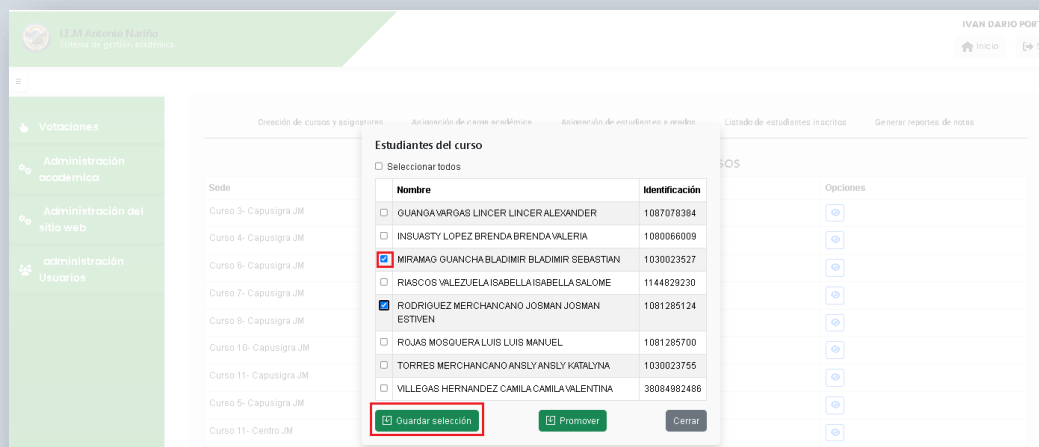 I.E.M Antonio Nariño
Sistema de gestión académica
IVAN DARIO PORT
Inicio
Votaciones
Administración
academica
Administración del
sitio web
administración
Usuarios
Creación de cursos y asignaturas Asignación de carga académica Asignación de estudiantes a grados Listado de estudiantes inscritos Generar reportes de notas
Sede Opciones
Curso 3- Capusigra JM
Curso 4- Capusigra JM
Curso 6- Capusigra JM
Curso 7- Capusigra JM
Curso 8- Capusigra JM
Curso 10- Capusigra JM
Curso 11- Capusigra JM
Curso 5- Capusigra JM
Curso 11- Centro JM
Estudiantes del curso
Seleccionar todos
Nombre Identificación
GUANGA VARGAS LINCER LINCER ALEXANDER 1087078384
INSUASTY LOPEZ BRENDA BRENDA VALERIA 1080066009
MIRAMAG GUANCHA BLADIMIR BLADIMIR SEBASTIAN 1030023527
RIASCOS VALEZUELA ISABELLA ISABELLA SALOME 1144829230
RODRIGUEZ MERCHANCANO JOSMAN JOSMAN 1081285124
ESTIVEN
ROJAS MOSQUERA LUIS LUIS MANUEL 1081285700
TORRES MERCHANCANO ANSLY ANSLY KATALYNA 1030023755
VILLEGAS HERNANDEZ CAMILA CAMILA VALENTINA 38084982486
Guardar selección Promover Cerrar